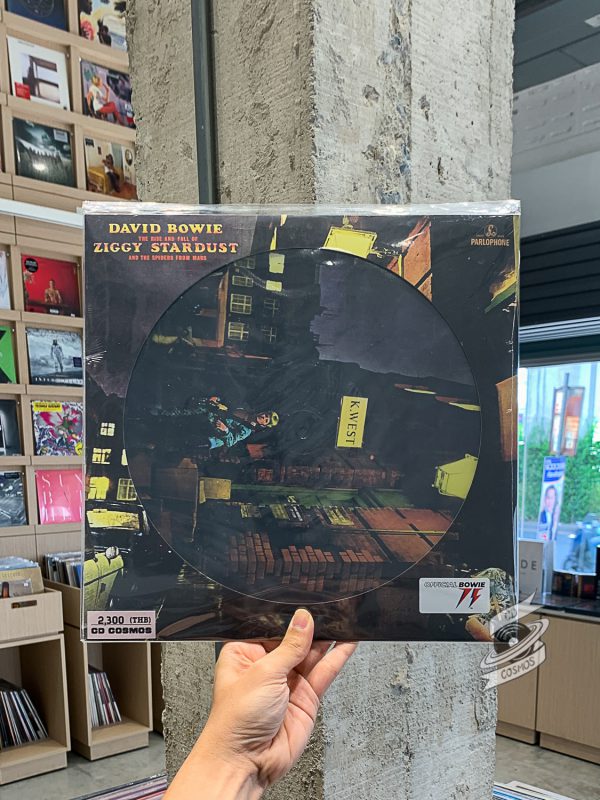 DAVID BOWIE
THE RISE AND FALL OF
ZIGGY STARDUST
AND THE SPIDERS FROM MARS
PARLOPHONE
K.WEST
OFFICIAL BOWIE
2,300 (THB)
CD COSMOS
COSMOS